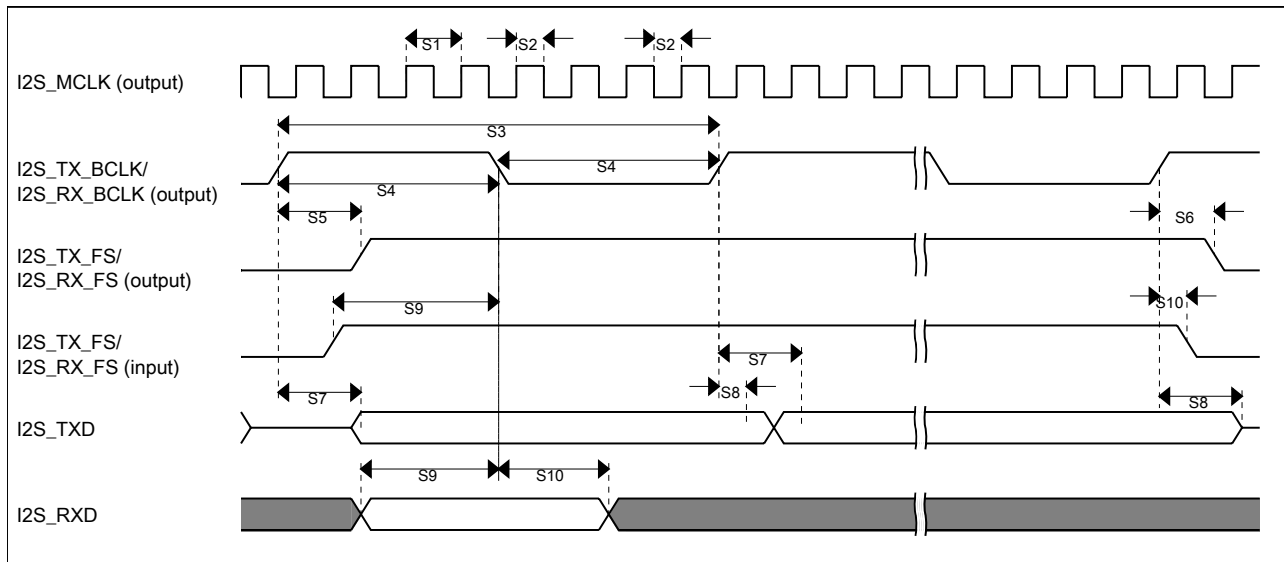 S1
S2
S2
I2S_MCLK (output)
S3
I2S_TX_BCLK/
I2S_RX_BCLK (output)
S4
S4
S5
S6
I2S_TX_FS/
I2S_RX_FS (output)
S9
S10
I2S_TX_FS/
I2S_RX_FS (input)
S7
S7
S8
S8
I2S_TXD
S9
S10
I2S_RXD